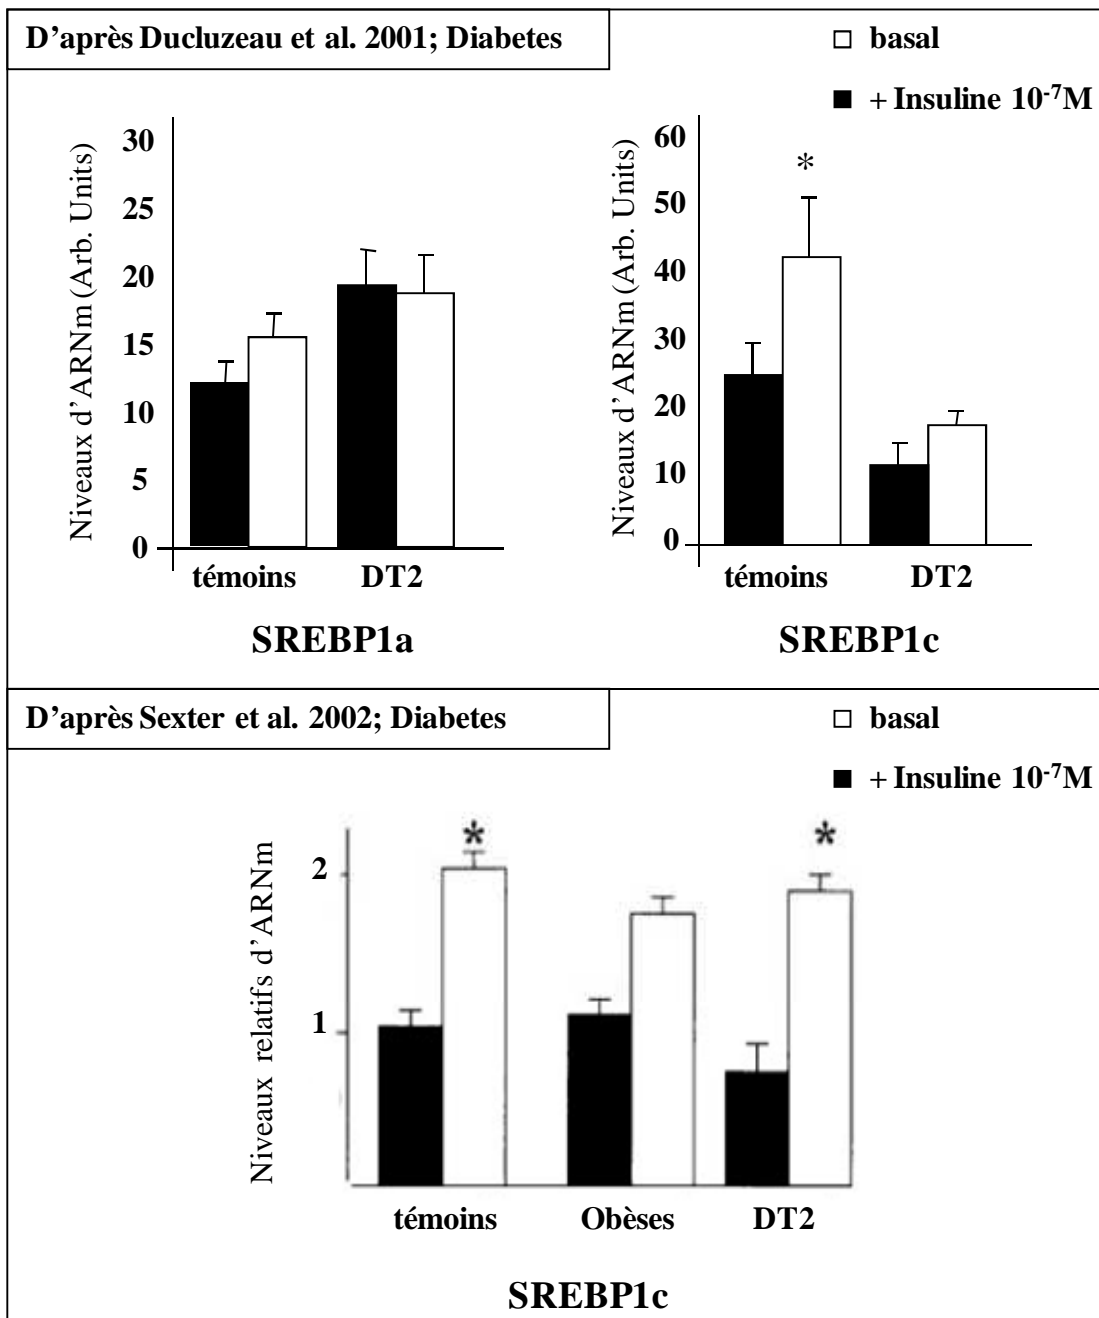 D’après Ducluzeau et al. 2001; Diabetes
basal
+ Insuline 10⁻⁷M
Niveaux d’ARNm (Arb. Units)
30
25
20
15
10
5
0
témoins DT2
SREBP1a
Niveaux d’ARNm (Arb. Units)
60
50
40
30
20
10
0
*
témoins DT2
SREBP1c
D’après Sexter et al. 2002; Diabetes
basal
+ Insuline 10⁻⁷M
Niveaux relatifs d’ARNm
2
1
* *
témoins Obèses DT2
SREBP1c